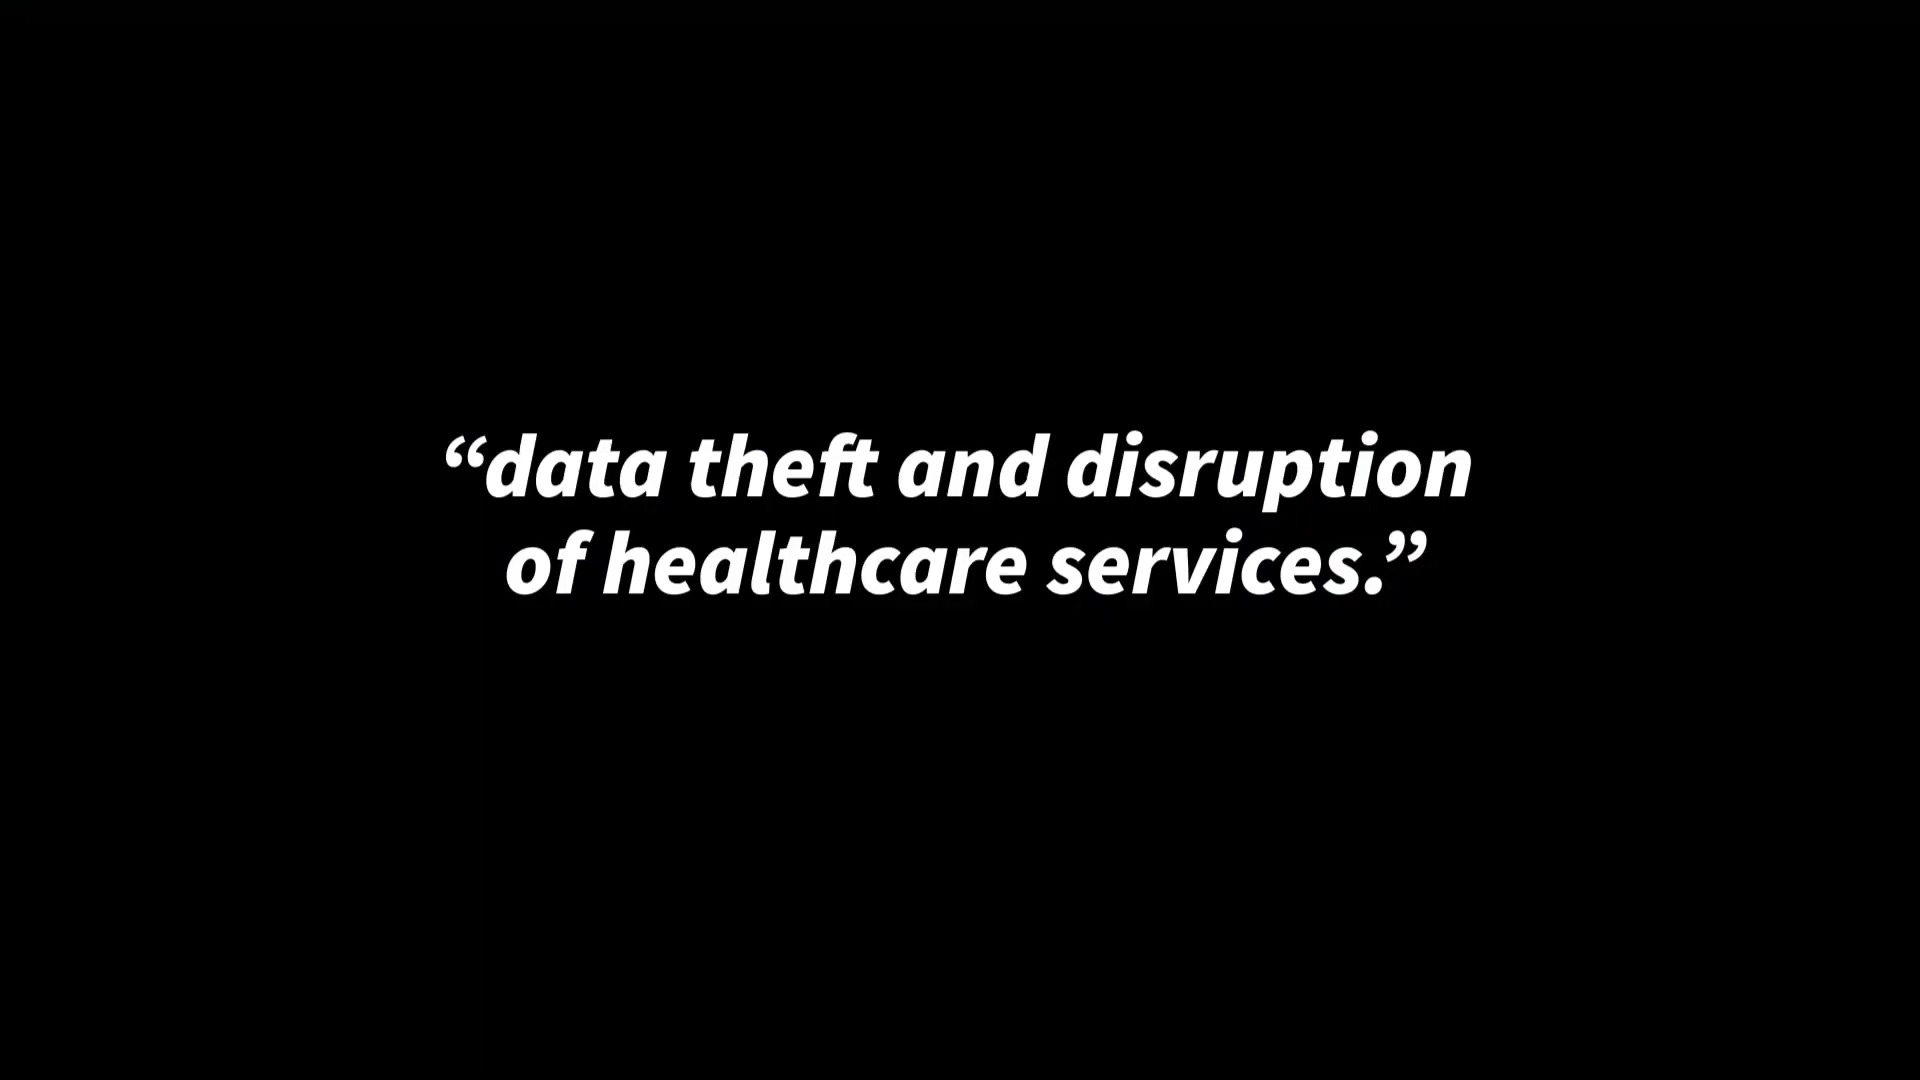 “data theft and disruption
of healthcare services.”